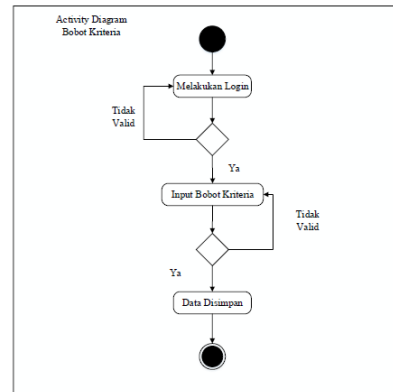 Activity Diagram
Bobot Kriteria
Melakukan Login
Tidak
Valid
Ya
Input Bobot Kriteria
Tidak
Valid
Ya
Data Disimpan